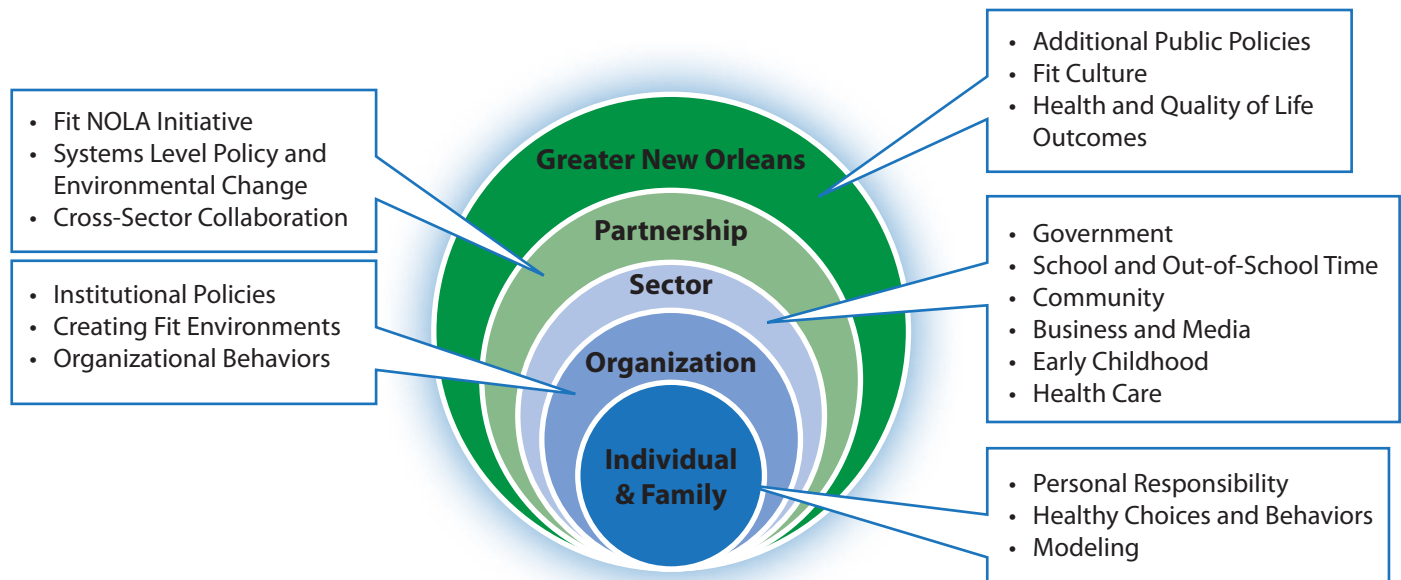 • Additional Public Policies
• Fit Culture
• Health and Quality of Life
Outcomes
• Fit NOLA Initiative
• Systems Level Policy and
Environmental Change
• Cross-Sector Collaboration
Greater New Orleans
Partnership
Sector
Organization
Individual
& Family
• Government
• School and Out-of-School Time
• Community
• Business and Media
• Early Childhood
• Health Care
• Institutional Policies
• Creating Fit Environments
• Organizational Behaviors
• Personal Responsibility
• Healthy Choices and Behaviors
• Modeling